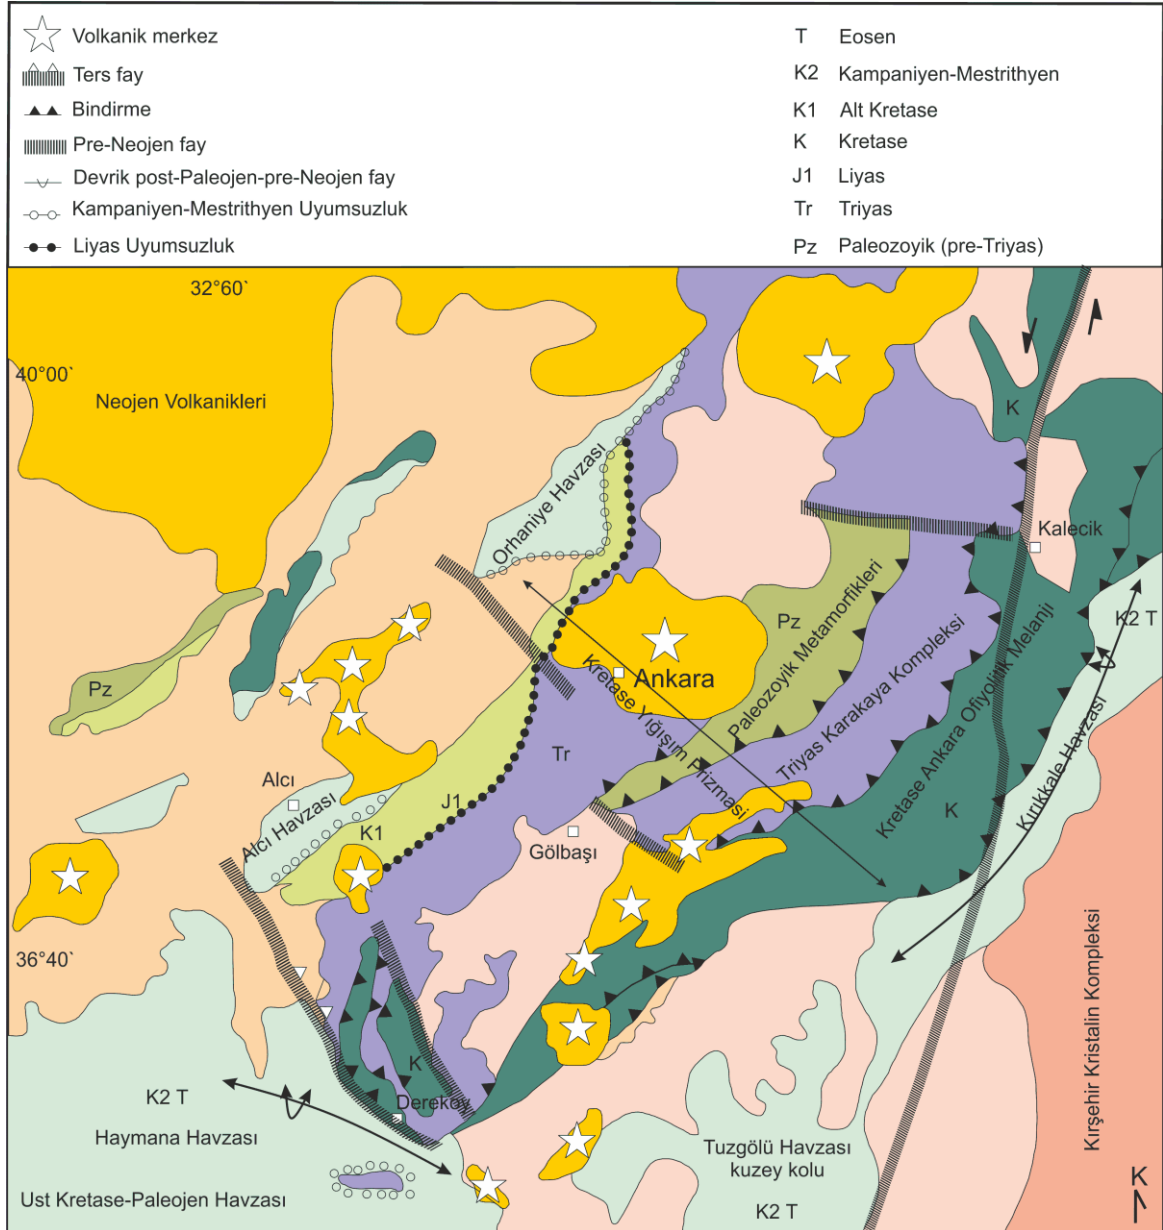 Volkanik merkez
Ters fay
Bindirme
Pre-Neojen fay
Devrik post-Paleojen-pre-Neojen fay
Kampaniyen-Mestrithyen Uyumsuzluk
Liyas Uyumsuzluk
T Eosen
K2 Kampaniyen-Mestrithyen
K1 Alt Kretase
K Kretase
J1 Liyas
Tr Triyas
Pz Paleozoyik (pre-Triyas)
32°60`
40°00`
Neojen Volkanikleri
K
Orhaniye Havzası
Kalecik
Pz
Paleozoyik Metamorfikleri
K2 T
Pz
Ankara
Kretase Yığışım Prizması
Triyas Karakaya Kompleksi
Kretase Ankara Ofiyolitik Melanjı
Kırıkkale Havzası
Tr
Alcı
J1
Alcı Havzası
K1
Gölbaşı
K
36°40`
Kırşehir Kristalin Kompleksi
K
K2 T
Dereköy
Haymana Havzası
Tuzgölü Havzası
kuzey kolu
K2 T
Ust Kretase-Paleojen Havzası
K